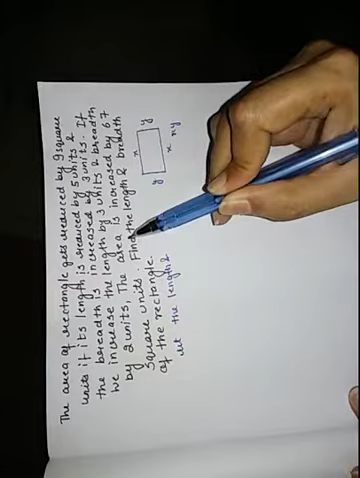 The area of rectangle gets reduced by 9 square
units if its length is reduced by 5 units &
the breadth is increased by 3 units. If
we increase the length by 3 units & breadth
by 2 units, The area is increased by 67
square units. Find the length & breadth
of the rectangle.
let the length &
x
y
y
x
xy